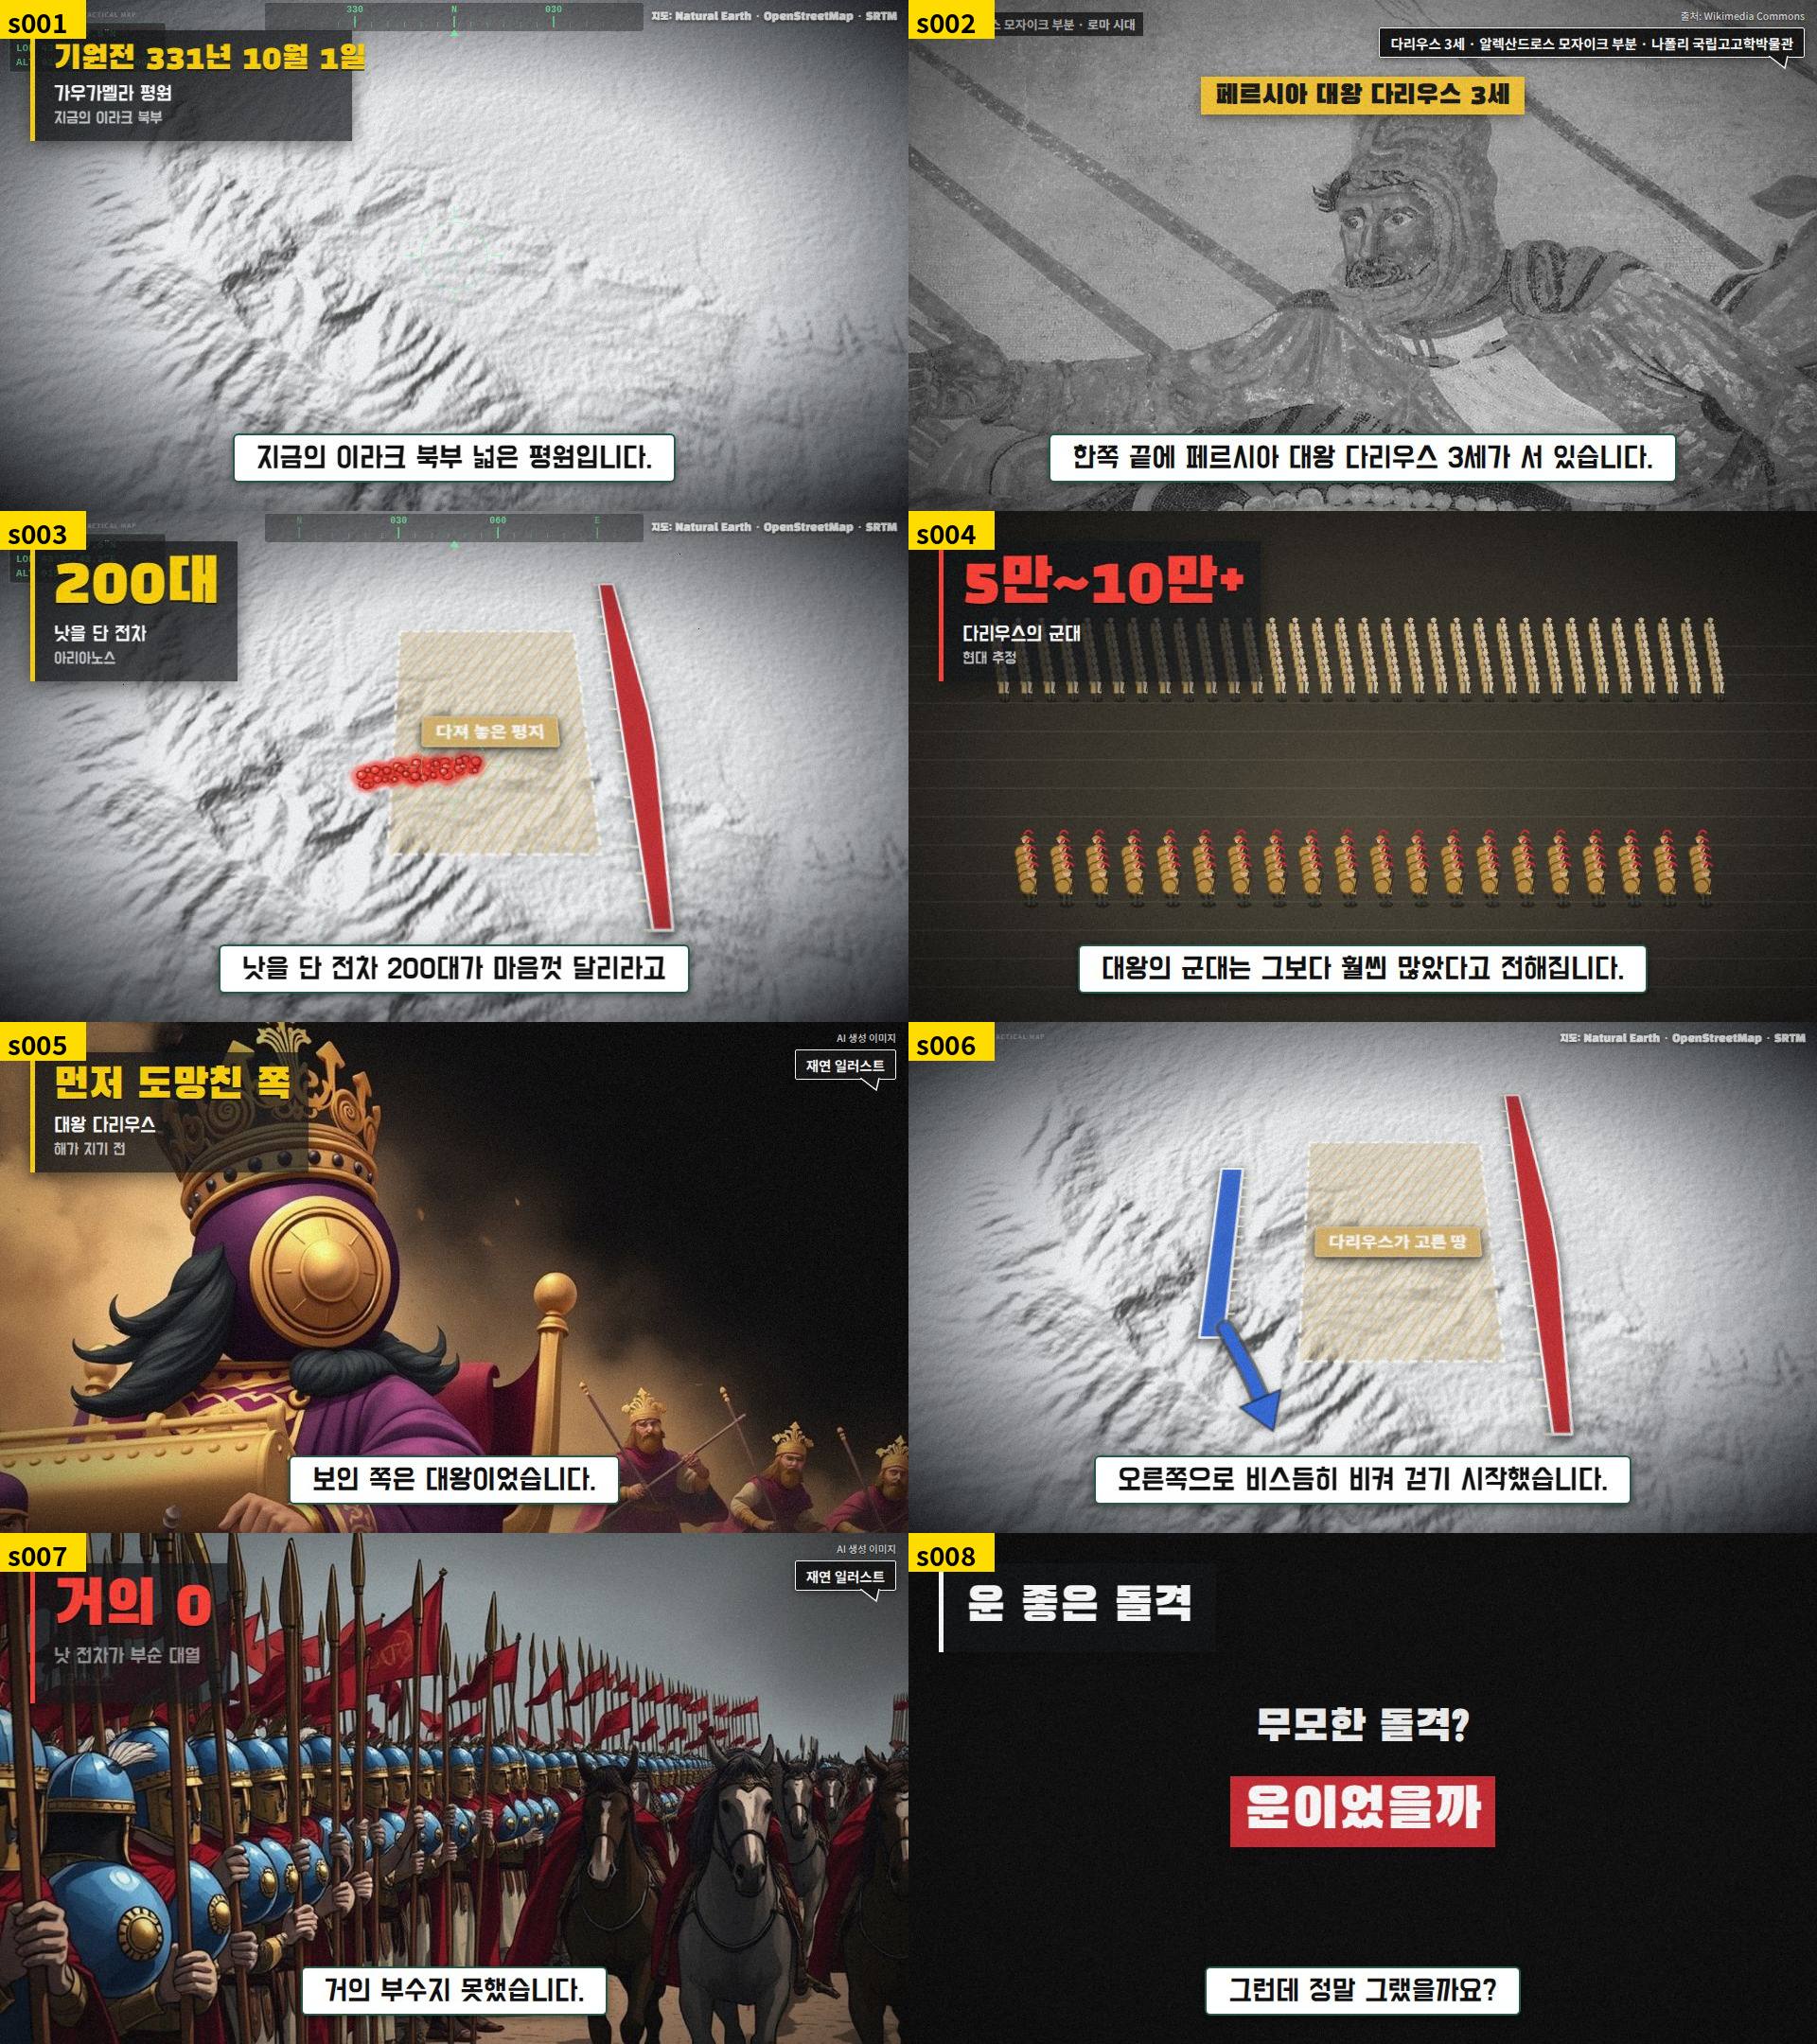 s001
330
N
030
지도: Natural Earth · OpenStreetMap · SRTM
기원전 331년 10월 1일
가우가멜라 평원
지금의 이라크 북부
지금의 이라크 북부 넓은 평원입니다.
s002
스 모자이크 부분 · 로마 시대
출처: Wikimedia Commons
다리우스 3세 · 알렉산드로스 모자이크 부분 · 나폴리 국립고고학박물관
페르시아 대왕 다리우스 3세
한쪽 끝에 페르시아 대왕 다리우스 3세가 서 있습니다.
s003
TACTICAL MAP
N
030
060
E
지도: Natural Earth · OpenStreetMap · SRTM
200대
낫을 단 전차
아리아노스
다져 놓은 평지
낫을 단 전차 200대가 마음껏 달리라고
s004
5만~10만+
다리우스의 군대
현대 추정
대왕의 군대는 그보다 훨씬 많았다고 전해집니다.
s005
먼저 도망친 쪽
대왕 다리우스
해가 지기 전
AI 생성 이미지
재연 일러스트
보인 쪽은 대왕이었습니다.
s006
지도: Natural Earth · OpenStreetMap · SRTM
다리우스가 고른 땅
오른쪽으로 비스듬히 비켜 걷기 시작했습니다.
s007
거의 0
낫 전차가 부순 대열
AI 생성 이미지
재연 일러스트
거의 부수지 못했습니다.
s008
운 좋은 돌격
무모한 돌격?
운이었을까
그런데 정말 그랬을까요?